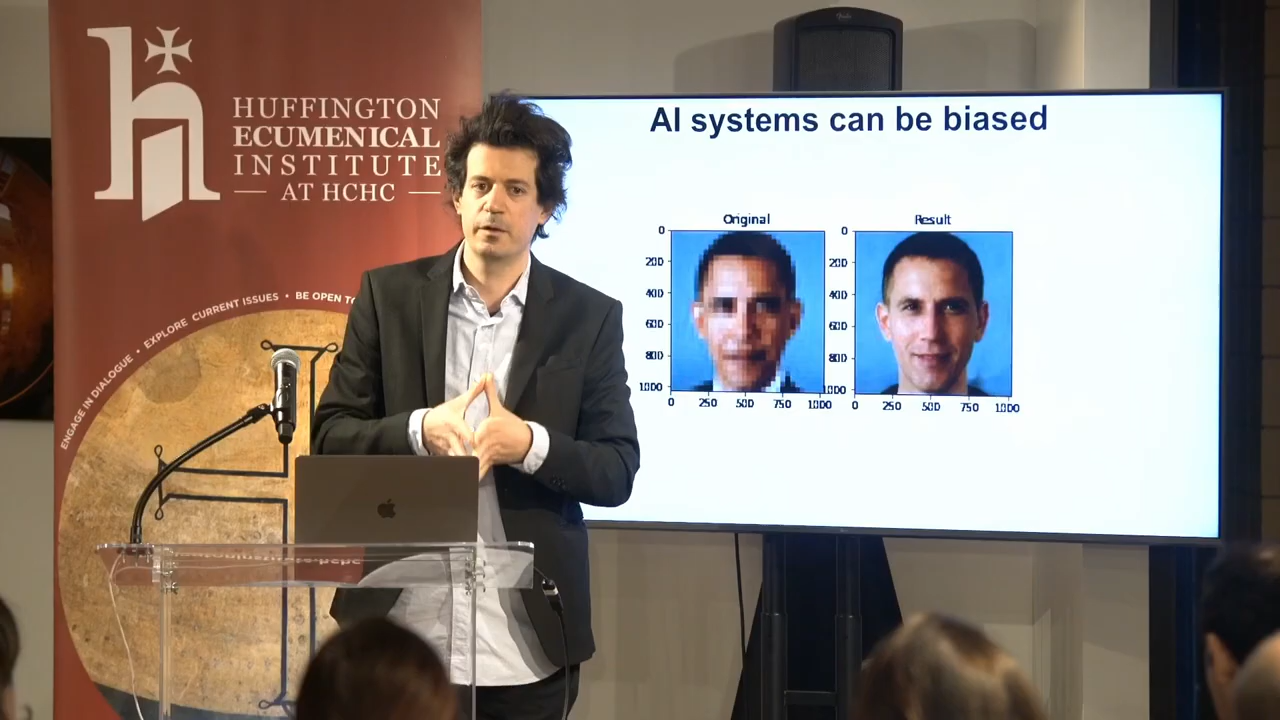 HUFFINGTON
ECUMENICAL
INSTITUTE
AT HCHC
ENGAGE IN DIALOGUE • EXPLORE CURRENT ISSUES • BE OPEN TO
AI systems can be biased
Original
Result
0
200
400
600
800
1000
0 250 500 750 1000
0
200
400
600
800
1000
0 250 500 750 1000
Fender